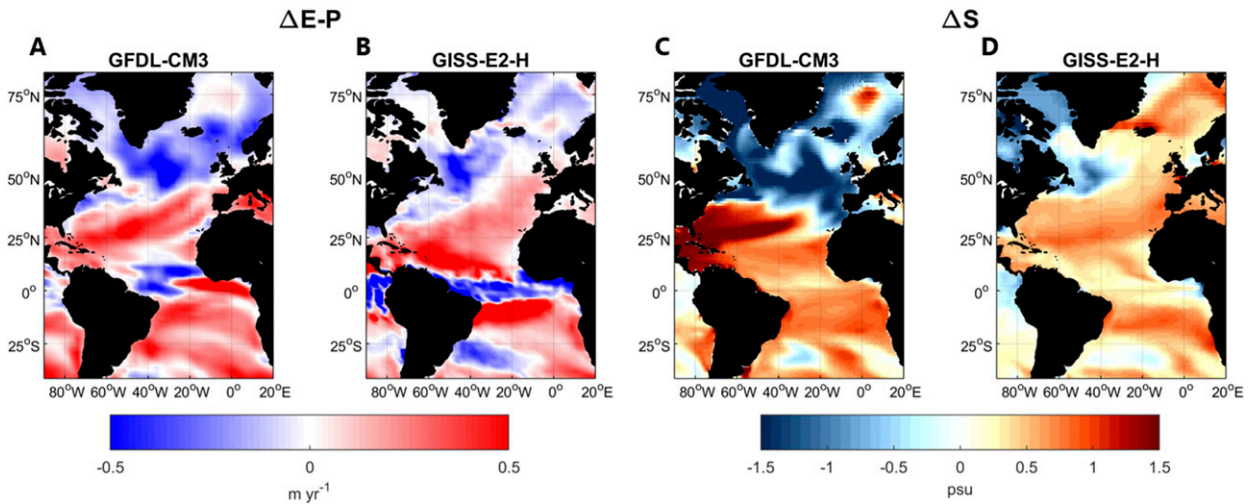 ΔE-P
ΔS
A B C D
GFDL-CM3 GISS-E2-H GFDL-CM3 GISS-E2-H
75°N 75°N 75°N 75°N
50°N 50°N 50°N 50°N
25°N 25°N 25°N 25°N
0° 0° 0° 0°
25°S 25°S 25°S 25°S
80°W 60°W 40°W 20°W 0° 20°E 80°W 60°W 40°W 20°W 0° 20°E 80°W 60°W 40°W 20°W 0° 20°E 80°W 60°W 40°W 20°W 0° 20°E
-0.5 0 0.5
m yr⁻¹
-1.5 -1 -0.5 0 0.5 1 1.5
psu